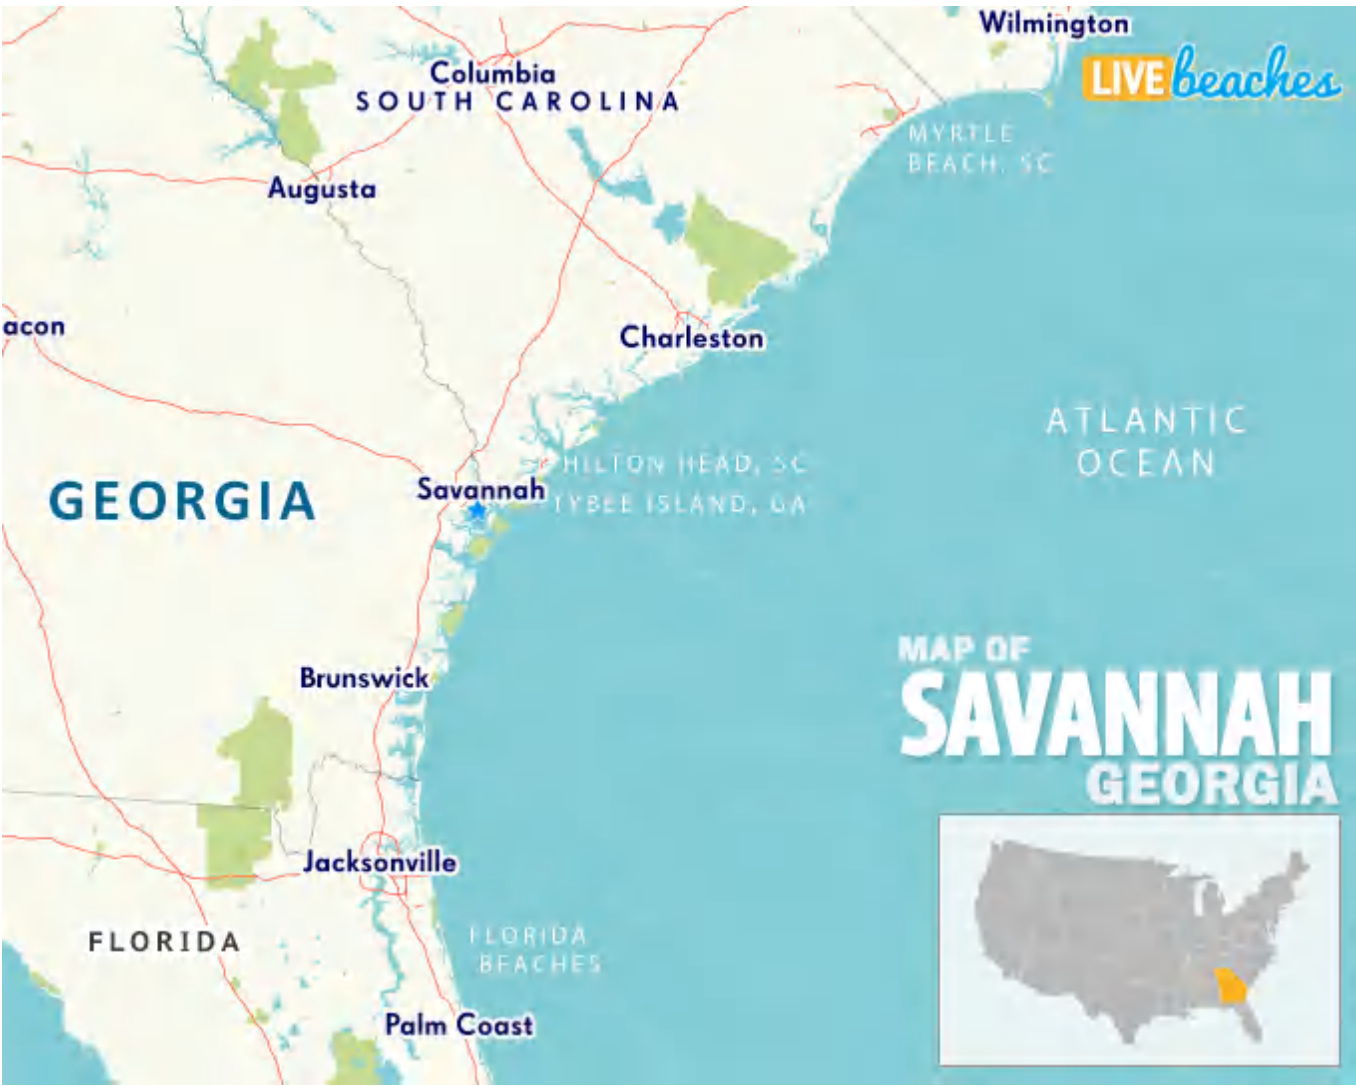 Wilmington
LIVE beaches
Columbia
SOUTH CAROLINA
MYRTLE
BEACH, SC
Augusta
acon
Charleston
ATLANTIC
OCEAN
HILTON HEAD, SC
GEORGIA
Savannah
TYBEE ISLAND, GA
MAP OF
SAVANNAH
GEORGIA
Brunswick
Jacksonville
FLORIDA
FLORIDA
BEACHES
Palm Coast